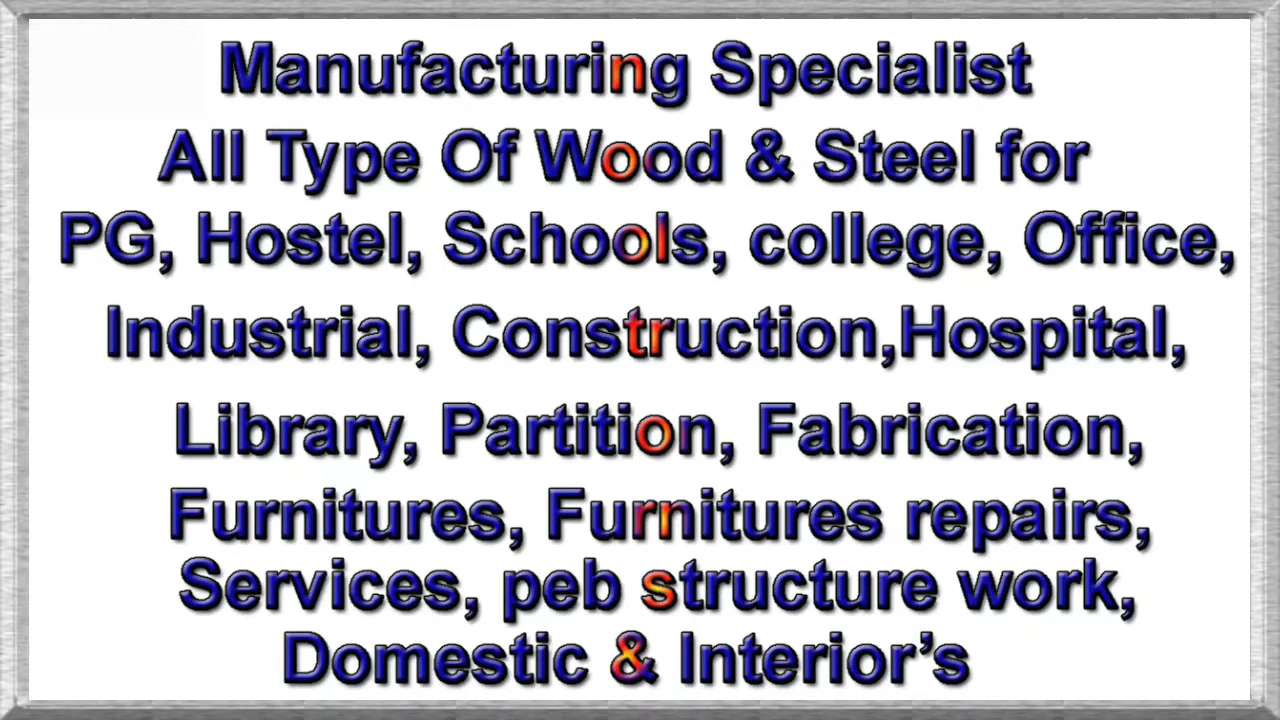 Manufacturing Specialist
All Type Of Wood & Steel for
PG, Hostel, Schools, college, Office,
Industrial, Construction,Hospital,
Library, Partition, Fabrication,
Furnitures, Furnitures repairs,
Services, peb structure work,
Domestic & Interior’s